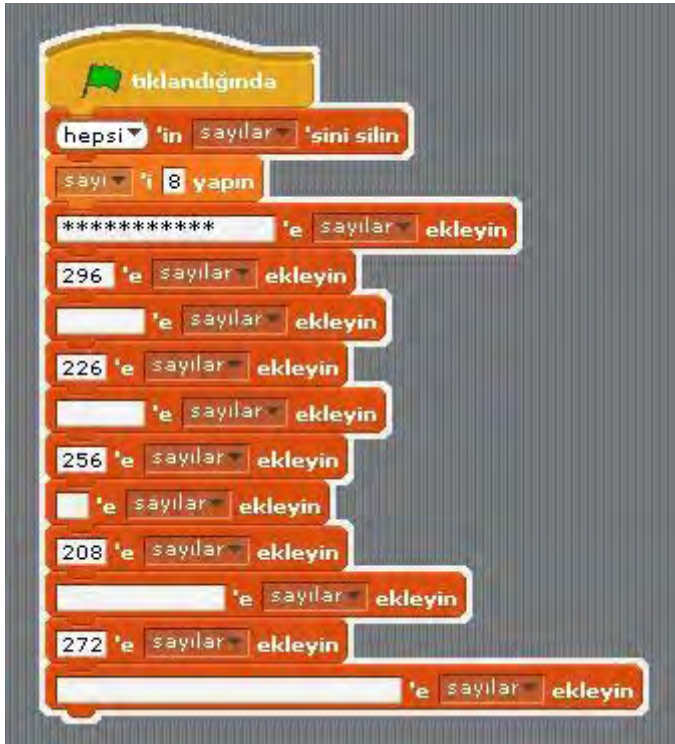 tıklandığında
hepsi 'in sayılar 'sini silin
sayı 'i 8 yapın
*********** 'e sayılar ekleyin
296 'e sayılar ekleyin
'e sayılar ekleyin
226 'e sayılar ekleyin
'e sayılar ekleyin
256 'e sayılar ekleyin
'e sayılar ekleyin
208 'e sayılar ekleyin
'e sayılar ekleyin
272 'e sayılar ekleyin
'e sayılar ekleyin